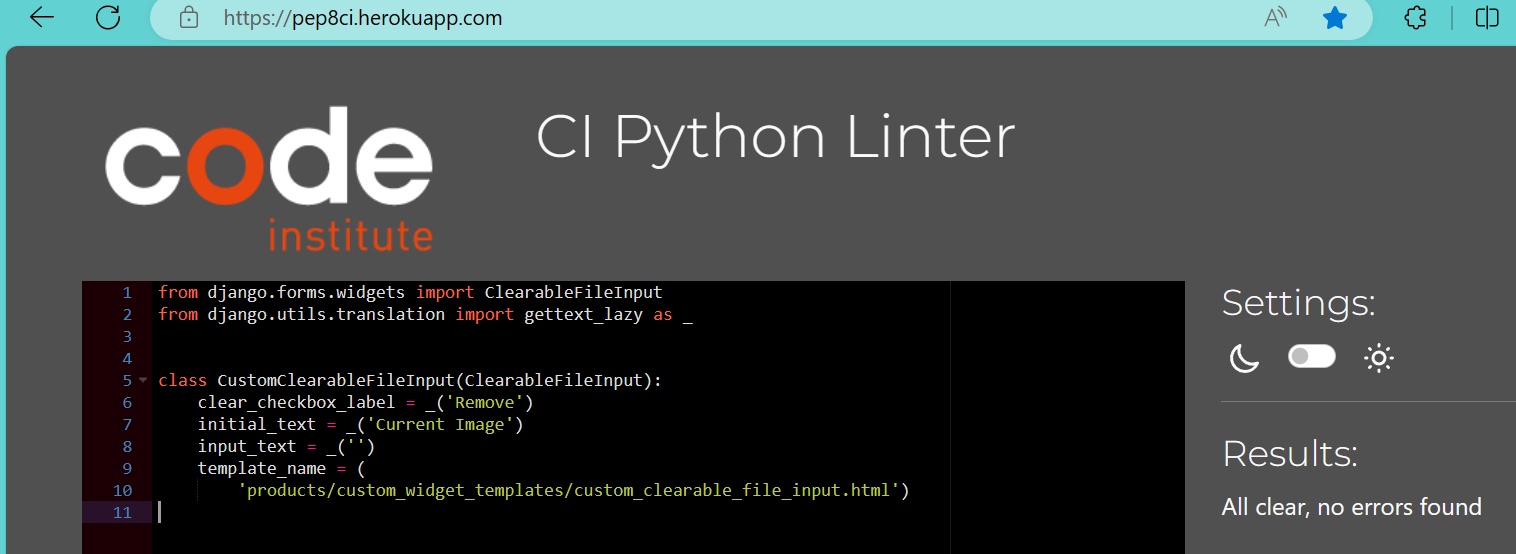 https://pep8ci.herokuapp.com
code
institute
CI Python Linter
1 from django.forms.widgets import ClearableFileInput
2 from django.utils.translation import gettext_lazy as _
3
4
5 class CustomClearableFileInput(ClearableFileInput):
6     clear_checkbox_label = _('Remove')
7     initial_text = _('Current Image')
8     input_text = _('')
9     template_name = (
10         'products/custom_widget_templates/custom_clearable_file_input.html')
11
Settings:
Results:
All clear, no errors found